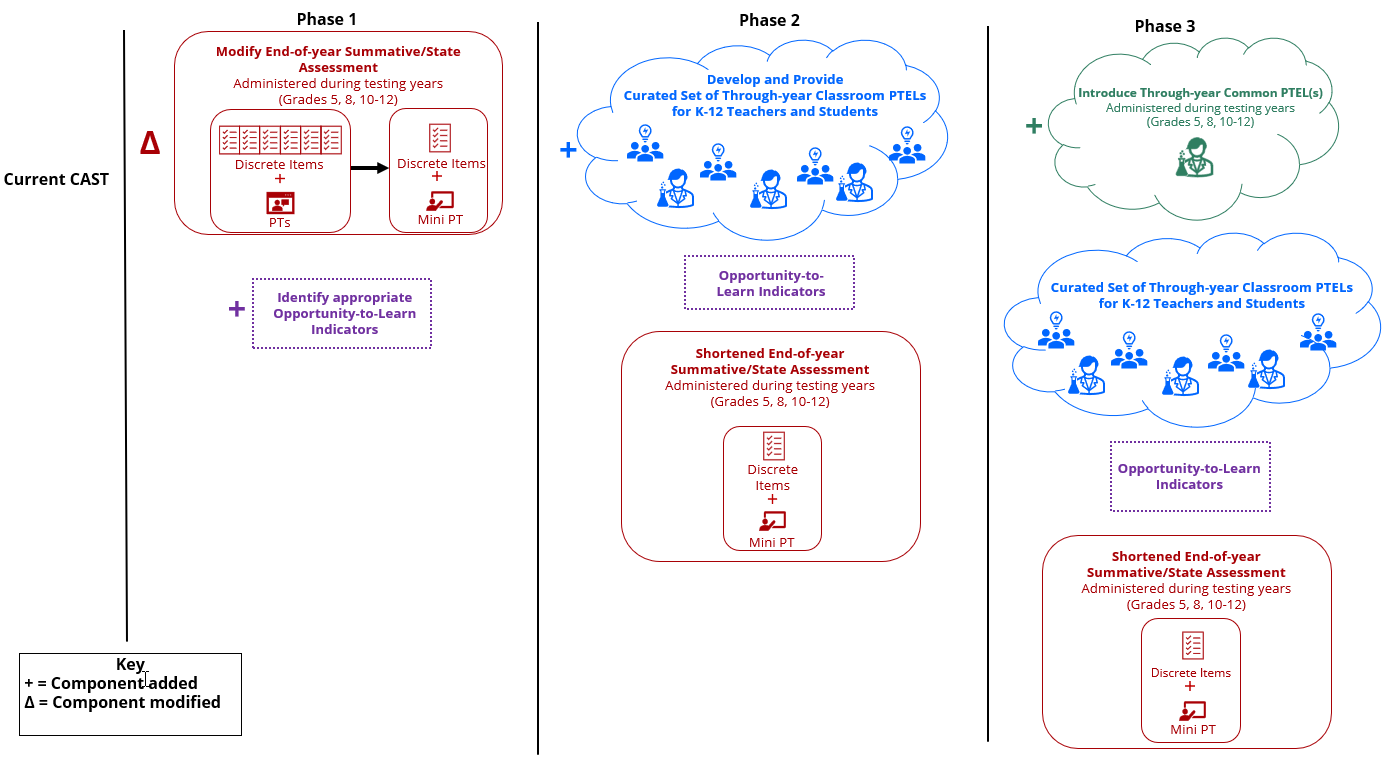 Current CAST
Phase 1
Δ
Modify End-of-year Summative/State
Assessment
Administered during testing years
(Grades 5, 8, 10-12)
Discrete Items
+
PTs
Discrete Items
+
Mini PT
+
Identify appropriate
Opportunity-to-Learn
Indicators
Phase 2
+
Develop and Provide
Curated Set of Through-year Classroom PTELs
for K-12 Teachers and Students
Opportunity-to-
Learn Indicators
Shortened End-of-year
Summative/State Assessment
Administered during testing years
(Grades 5, 8, 10-12)
Discrete
Items
+
Mini PT
Phase 3
+
Introduce Through-year Common PTEL(s)
Administered during testing years
(Grades 5, 8, 10-12)
Curated Set of Through-year Classroom PTELs
for K-12 Teachers and Students
Opportunity-to-Learn
Indicators
Shortened End-of-year
Summative/State Assessment
Administered during testing years
(Grades 5, 8, 10-12)
Discrete Items
+
Mini PT
Key
+ = Component added
Δ = Component modified